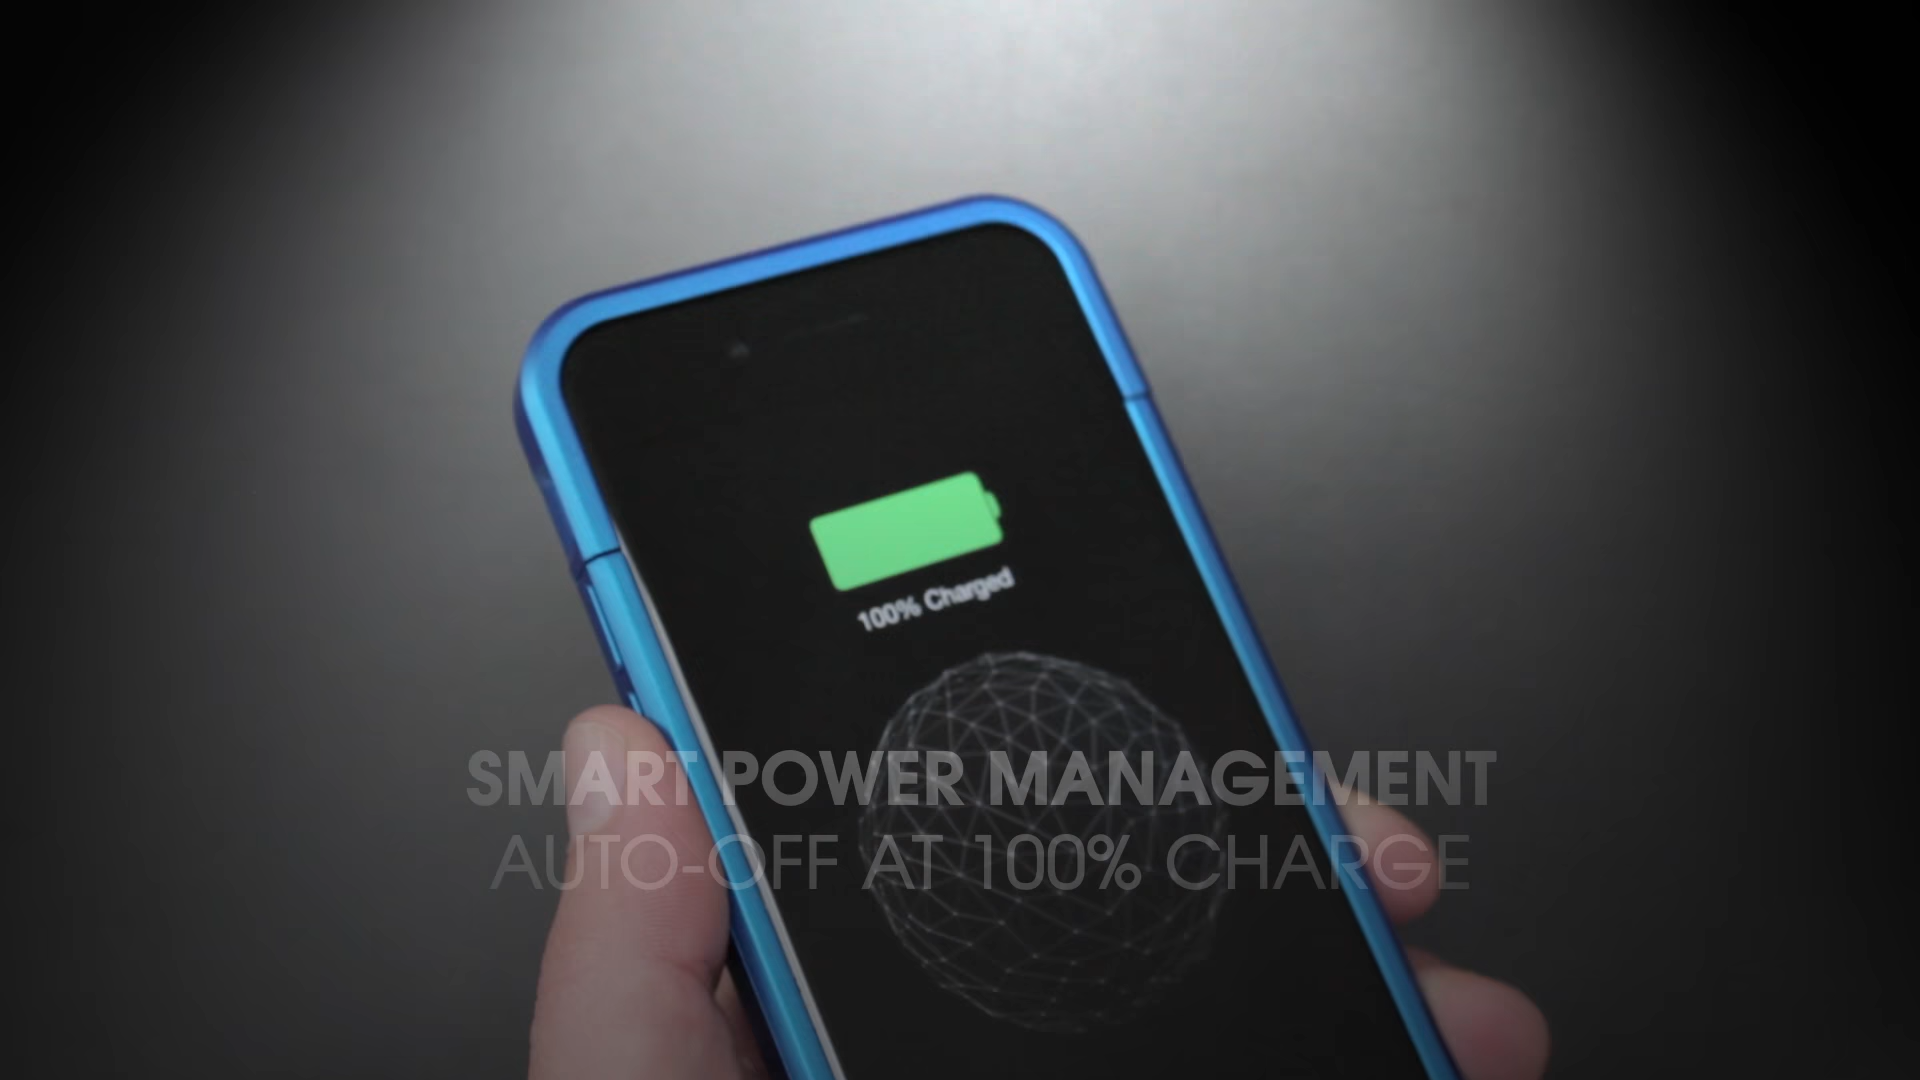 100% Charged
SMART POWER MANAGEMENT
AUTO-OFF AT 100% CHARGE